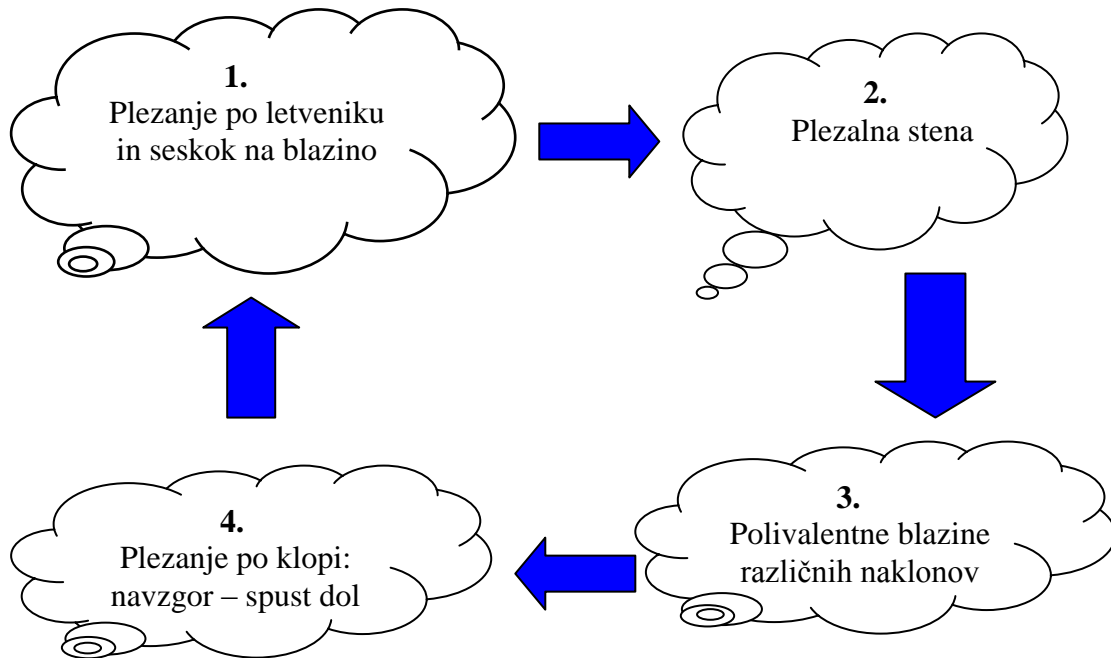 1.
Plezanje po letveniku
in seskok na blazino
2.
Plezalna stena
3.
Polivalentne blazine
različnih naklonov
4.
Plezanje po klopi:
navzgor – spust dol